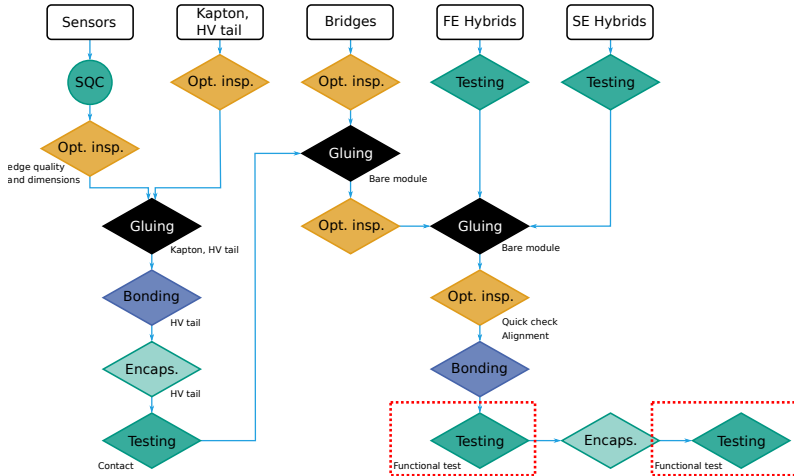 Sensors
Kapton,
HV tail
Bridges
FE Hybrids
SE Hybrids
SQC
Opt. insp.
Opt. insp.
Testing
Testing
Opt. insp.
edge quality
and dimensions
Gluing
Bare module
Gluing
Kapton, HV tail
Opt. insp.
Gluing
Bare module
Bonding
HV tail
Opt. insp.
Quick check
Alignment
Encaps.
HV tail
Bonding
Testing
Contact
Testing
Functional test
Encaps.
Testing
Functional test